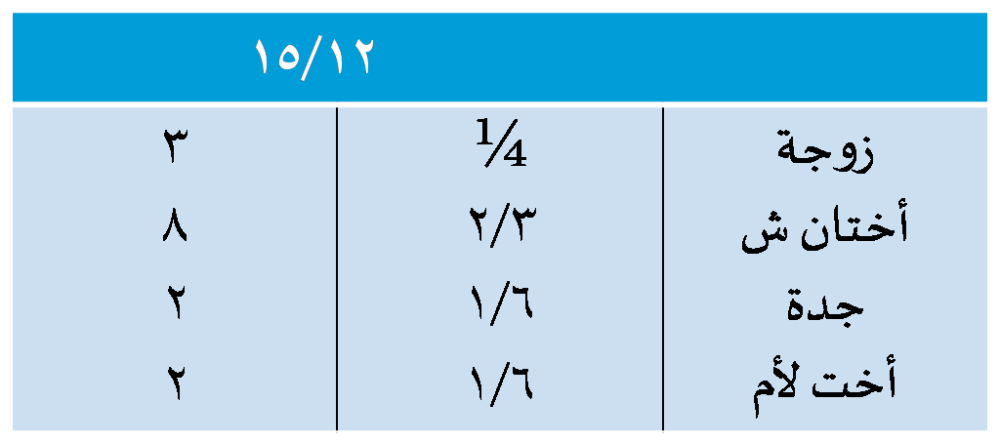 ١٥/١٢
زوجة ¼ ٣
أختان ش ٢/٣ ٨
جدة ١/٦ ٢
أخت لأم ١/٦ ٢